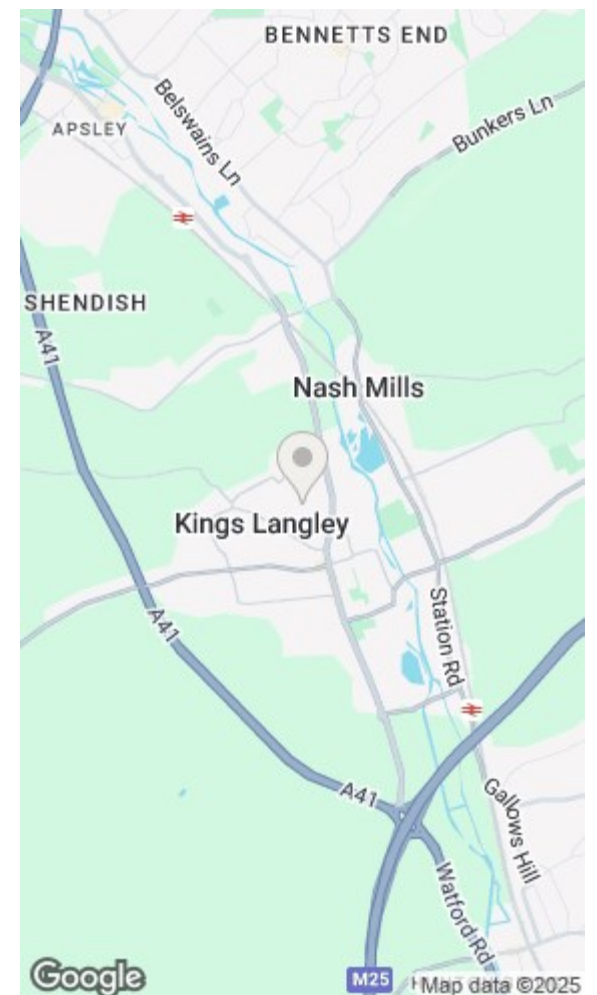 BENNETTS END
Belswains Ln
APSLEY
Bunkers Ln
SHENDISH
A41
Nash Mills
Kings Langley
A41
Station Rd
A41
Gallows Hill
Watford Rd
Google
M25
Map data ©2025